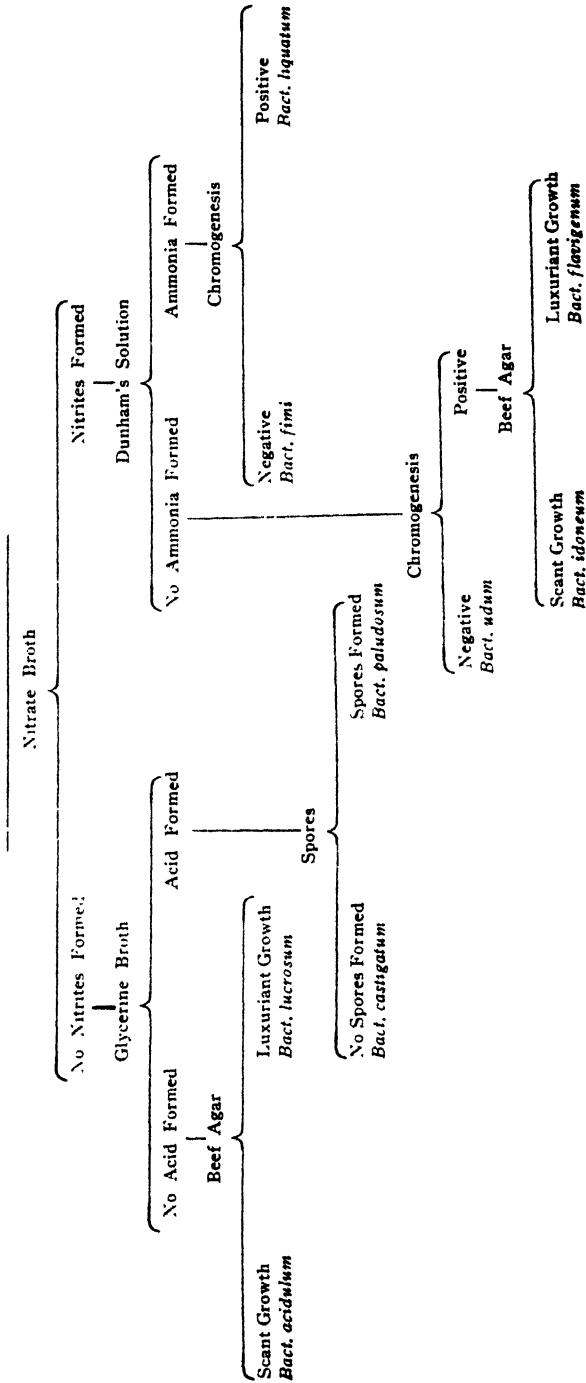 Nitrate Broth
No Nitrites Formed
Nitrites Formed
Glycerine Broth
Dunham's Solution
No Acid Formed
Acid Formed
No Ammonia Formed
Ammonia Formed
Beef Agar
Chromogenesis
Scant Growth
Bact. acidulum
Luxuriant Growth
Bact. lucrosum
Negative
Bact. fimi
Positive
Bact. liquatum
Spores
No Spores Formed
Bact. castigatum
Spores Formed
Bact. paludosum
Chromogenesis
Negative
Bact. udum
Positive
Beef Agar
Scant Growth
Bact. idoneum
Luxuriant Growth
Bact. flavigenum